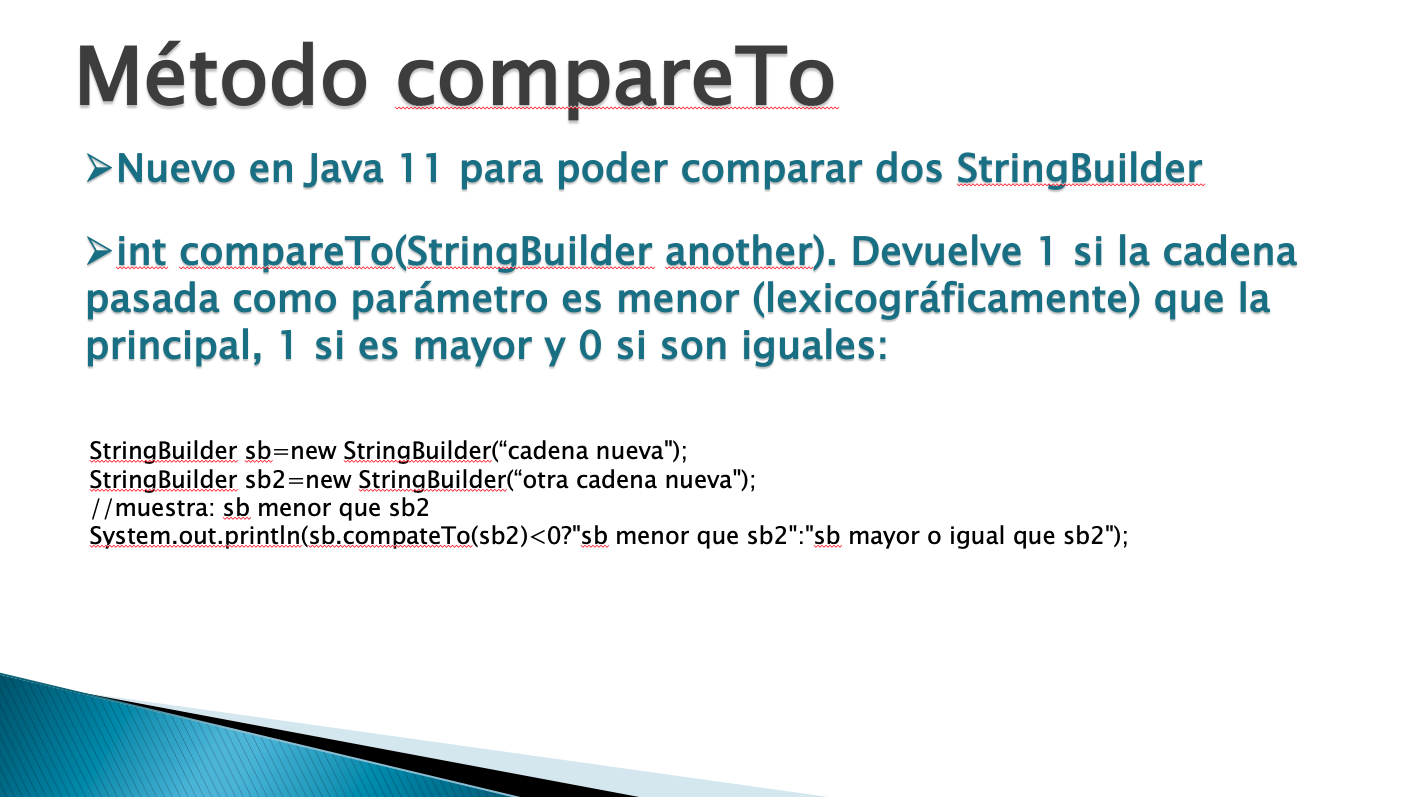 Método compareTo
➢Nuevo en Java 11 para poder comparar dos StringBuilder
➢int compareTo(StringBuilder another). Devuelve 1 si la cadena
pasada como parámetro es menor (lexicográficamente) que la
principal, 1 si es mayor y 0 si son iguales:
StringBuilder sb=new StringBuilder(“cadena nueva");
StringBuilder sb2=new StringBuilder(“otra cadena nueva");
//muestra: sb menor que sb2
System.out.println(sb.compateTo(sb2)<0?"sb menor que sb2":"sb mayor o igual que sb2");